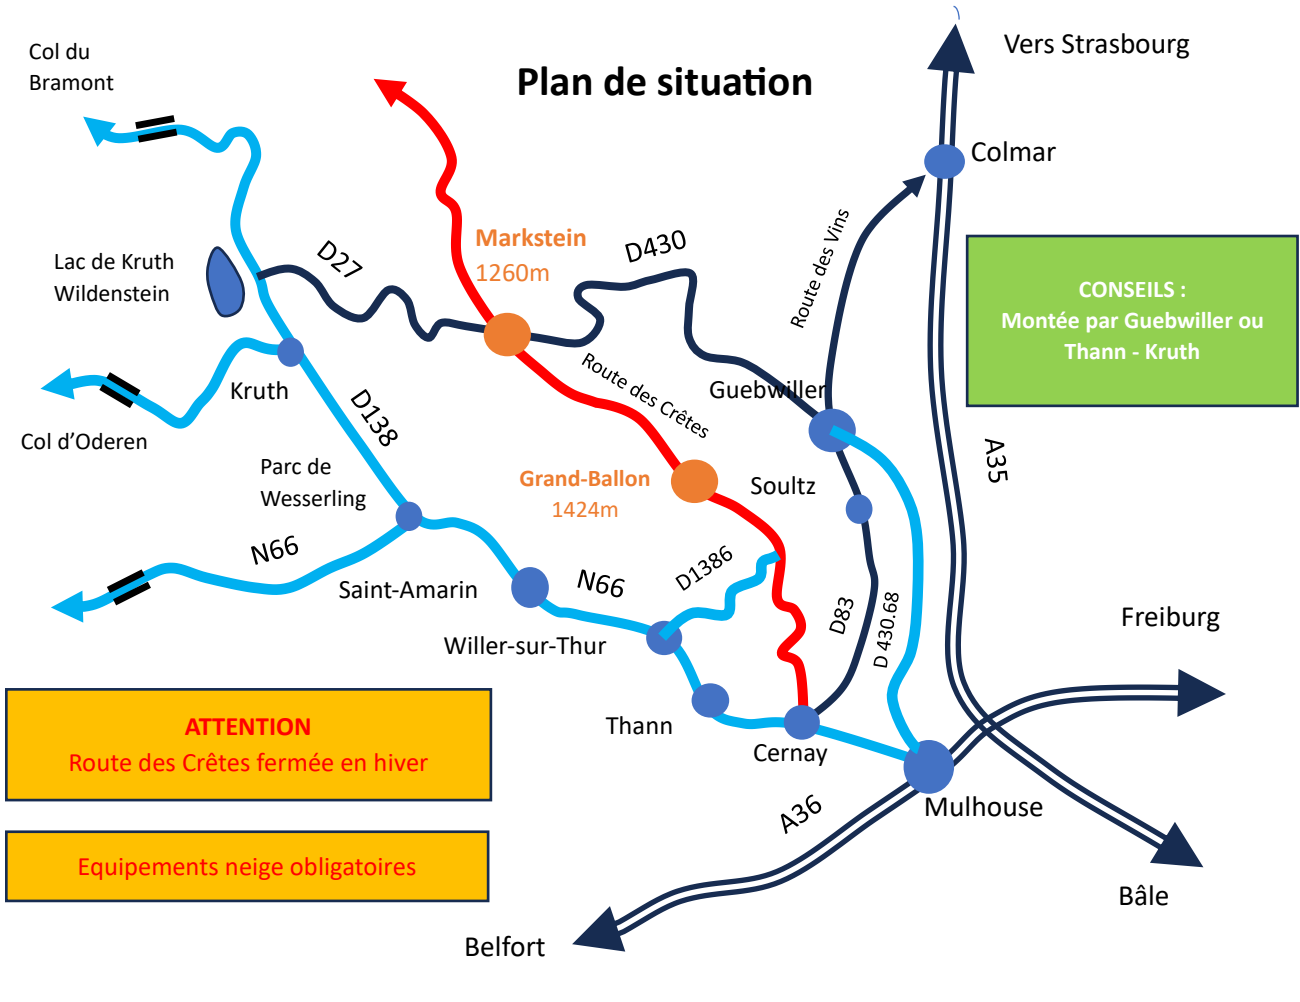 Plan de situation
Col du
Bramont
Vers Strasbourg
Colmar
Markstein
1260m
D430
D27
Route des Vins
Lac de Kruth
Wildenstein
CONSEILS :
Montée par Guebwiller ou
Thann - Kruth
Kruth
Route des Crêtes
Guebwiller
D138
Col d'Oderen
A35
Parc de
Wesserling
Grand-Ballon
1424m
Soultz
N66
Saint-Amarin
N66
D1386
D83
D 430.68
Freiburg
Willer-sur-Thur
ATTENTION
Route des Crêtes fermée en hiver
Thann
Cernay
A36
Mulhouse
Equipements neige obligatoires
Bâle
Belfort